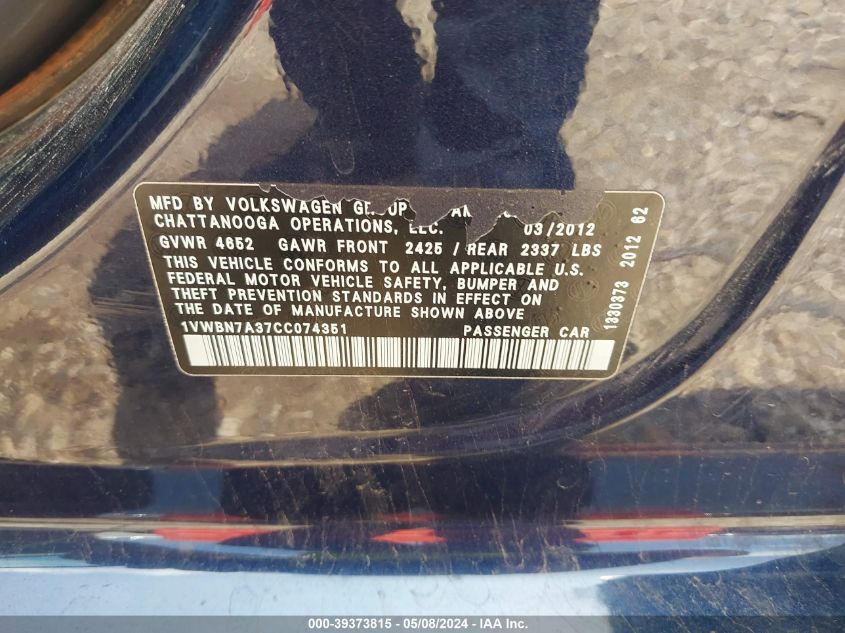 MFD BY VOLKSWAGEN GROUP
CHATTANOOGA OPERATIONS, LLC. 03/2012
GVWR 4652 GAWR FRONT 2425 / REAR 2337 LBS
THIS VEHICLE CONFORMS TO ALL APPLICABLE U.S.
FEDERAL MOTOR VEHICLE SAFETY, BUMPER AND
THEFT PREVENTION STANDARDS IN EFFECT ON
THE DATE OF MANUFACTURE SHOWN ABOVE
1VWBN7A37CC074351 PASSENGER CAR
1330373 2012 62
000-39373815 - 05/08/2024 - IAA Inc.